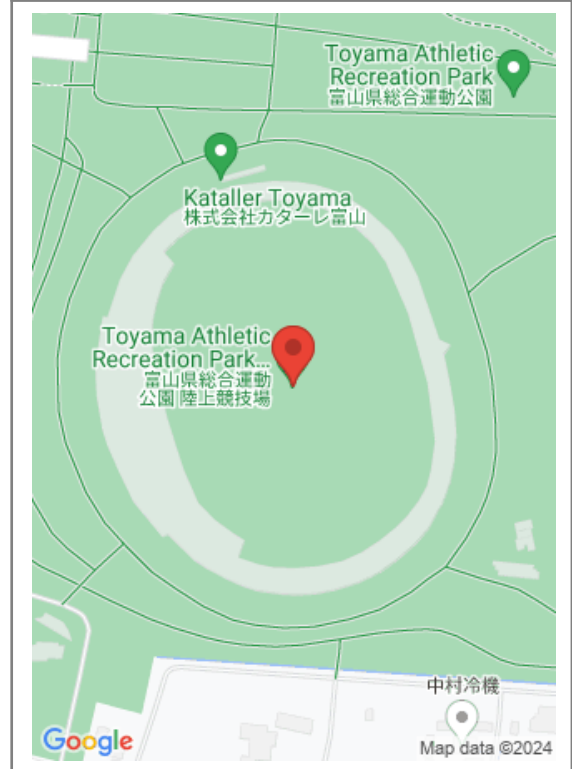 Toyama Athletic
Recreation Park
富山県総合運動公園
Kataller Toyama
株式会社カターレ富山
Toyama Athletic
Recreation Park...
富山県総合運動
公園 陸上競技場
中村冷機
Google
Map data ©2024